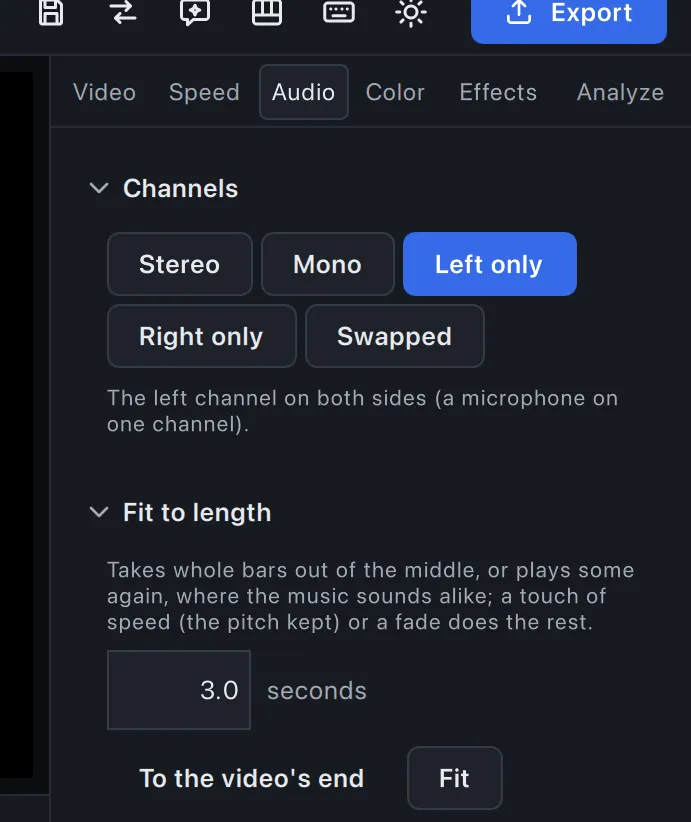 Export
Video Speed Audio Color Effects Analyze
Channels
Stereo Mono Left only
Right only Swapped
The left channel on both sides (a microphone on
one channel).
Fit to length
Takes whole bars out of the middle, or plays some
again, where the music sounds alike; a touch of
speed (the pitch kept) or a fade does the rest.
3.0 seconds
To the video's end Fit